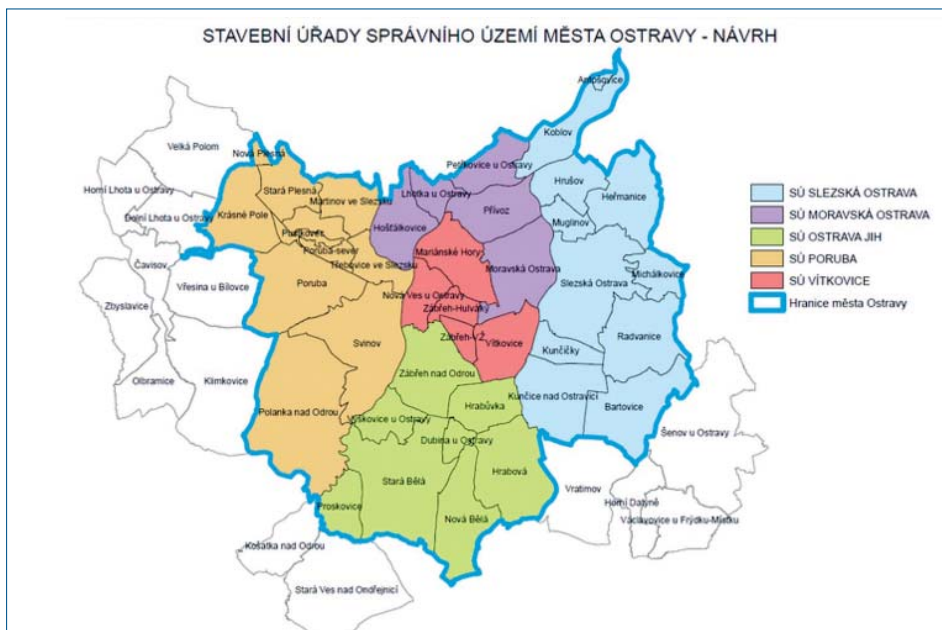 STAVEBNÍ ÚŘADY SPRÁVNÍHO ÚZEMÍ MĚSTA OSTRAVY - NÁVRH
Antošovice
Koblov
Velká Polom
Nová Plesná
Petřkovice u Ostravy
Hrušov
Heřmanice
Horní Lhota u Ostravy
Stará Plesná
Martinov ve Slezsku
Lhotka u Ostravy
Přívoz
Krásné Pole
Dolní Lhota u Ostravy
Pustkovec
Hošťálkovice
Muglinov
Poruba-sever
Mariánské Hory
Čavisov
Třebovice ve Slezsku
Moravská Ostrava
Michálkovice
Vřesina u Bílovce
Poruba
Slezská Ostrava
Zbyslavice
Nová Ves u Ostravy
Zábřeh-Hulváky
Radvanice
Svinov
Zábřeh-VŽ
Vítkovice
Kunčičky
Olbramice
Klimkovice
Zábřeh nad Odrou
Polanka nad Odrou
Hrabůvka
Kunčice nad Ostravicí
Bartovice
Výškovice u Ostravy
Šenov u Ostravy
Dubina u Ostravy
Stará Bělá
Hrabová
Vratimov
Proskovice
Horní Datyně
Nová Bělá
Václavovice u Frýdku-Místku
Košatka nad Odrou
Stará Ves nad Ondřejnicí
SÚ SLEZSKÁ OSTRAVA
SÚ MORAVSKÁ OSTRAVA
SÚ OSTRAVA JIH
SÚ PORUBA
SÚ VÍTKOVICE
Hranice města Ostravy